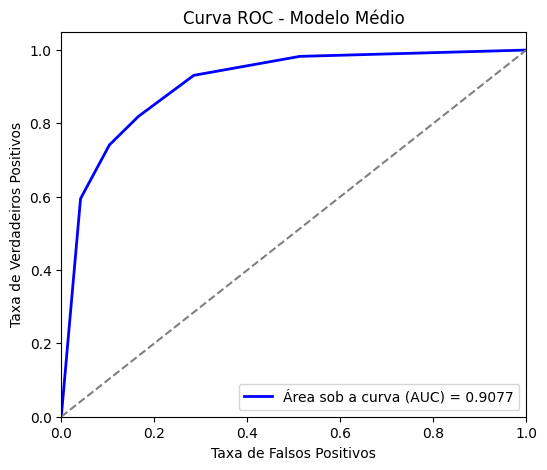 Curva ROC - Modelo Médio
Taxa de Verdadeiros Positivos
1.0
0.8
0.6
0.4
0.2
0.0
Área sob a curva (AUC) = 0.9077
0.0 0.2 0.4 0.6 0.8 1.0
Taxa de Falsos Positivos